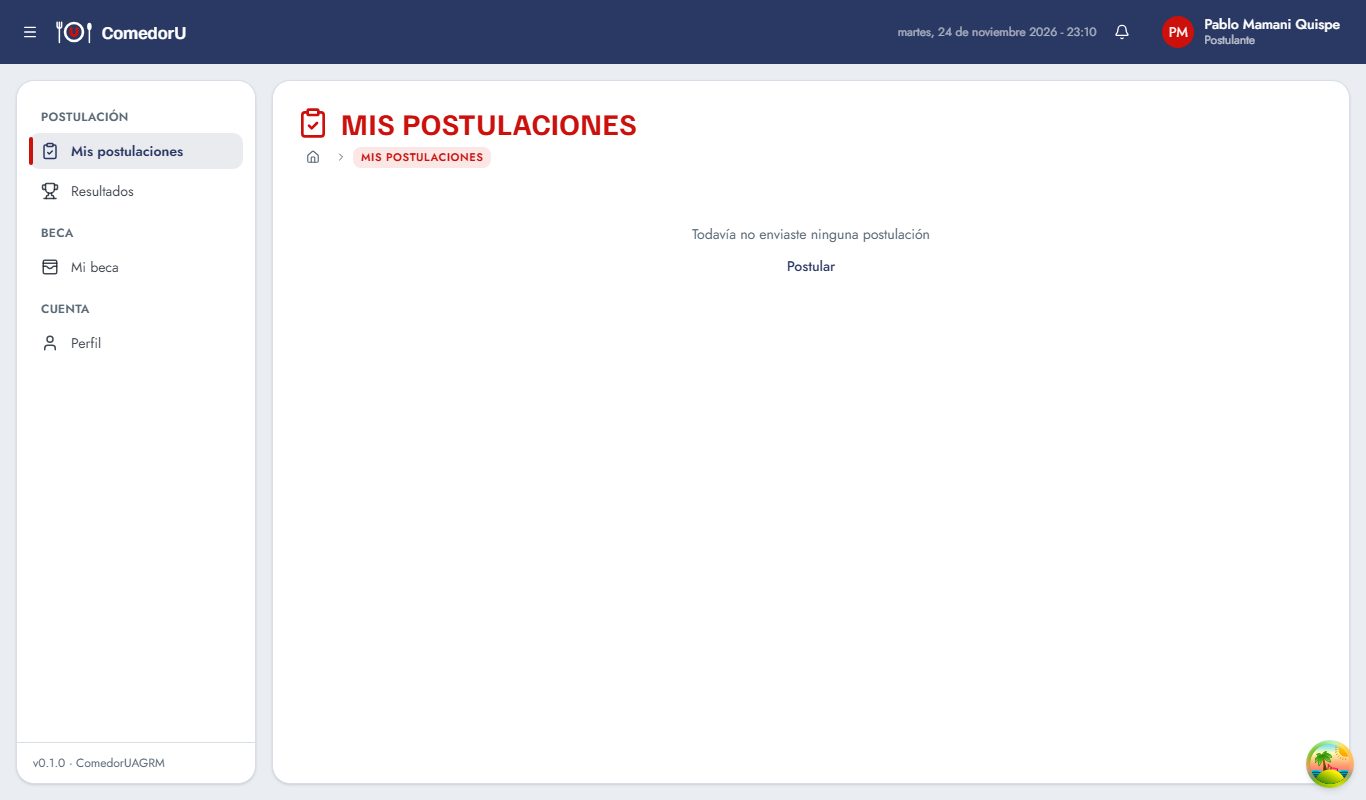 ComedorU
martes, 24 de noviembre 2026 - 23:10
PM
Pablo Mamani Quispe
Postulante
POSTULACIÓN
Mis postulaciones
Resultados
BECA
Mi beca
CUENTA
Perfil
v0.1.0 - ComedorUAGRM
MIS POSTULACIONES
MIS POSTULACIONES
Todavía no enviaste ninguna postulación
Postular